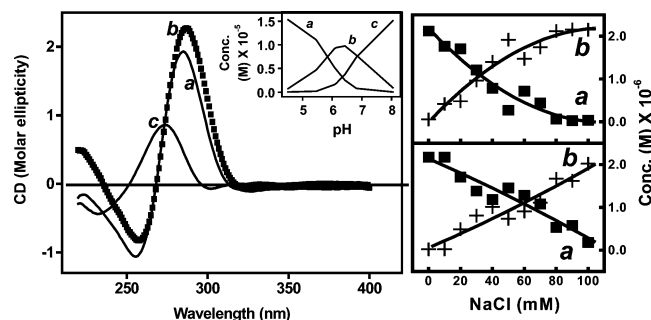 CD (Molar ellipticity)
2
1
0
-1
b
a
c
250 300 350 400
Wavelength (nm)
Conc.
(M) X 10⁻⁵
1.5
1.0
0.5
0.0
a
b
c
5 6 7 8
pH
b
a
2.0
1.0
0.0
b
a
2.0
1.0
0.0
Conc. (M) X 10⁻⁶
0 20 40 60 80 100
NaCl (mM)